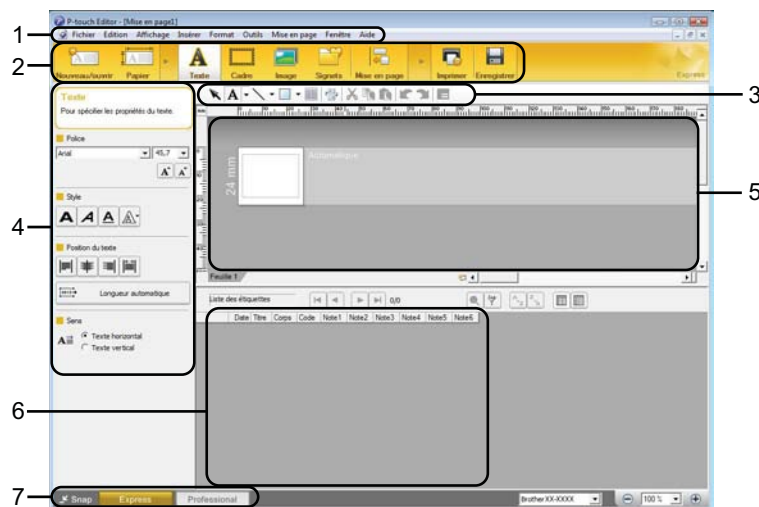 P-touch Editor - [Mise en page1]
1
Fichier Edition Affichage Insérer Format Outils Mise en page Fenêtre Aide
2
Nouveau/ouvrir Papier Texte Cadre Image Signets Mise en page Imprimer Enregistrer Express
3
Texte
Pour spécifier les propriétés du texte.
Police
Arial 45,7
A A
4
Style
A A A A
Position du texte
Longueur automatique
Sens
A
Texte horizontal
Texte vertical
mm
A
24 mm
Automatique
5
Feuille 1
Liste des étiquettes 0/0
Date Titre Corps Code Note1 Note2 Note3 Note4 Note5 Note6
6
7
Snap Express Professional Brother XX-XXXX 100 %